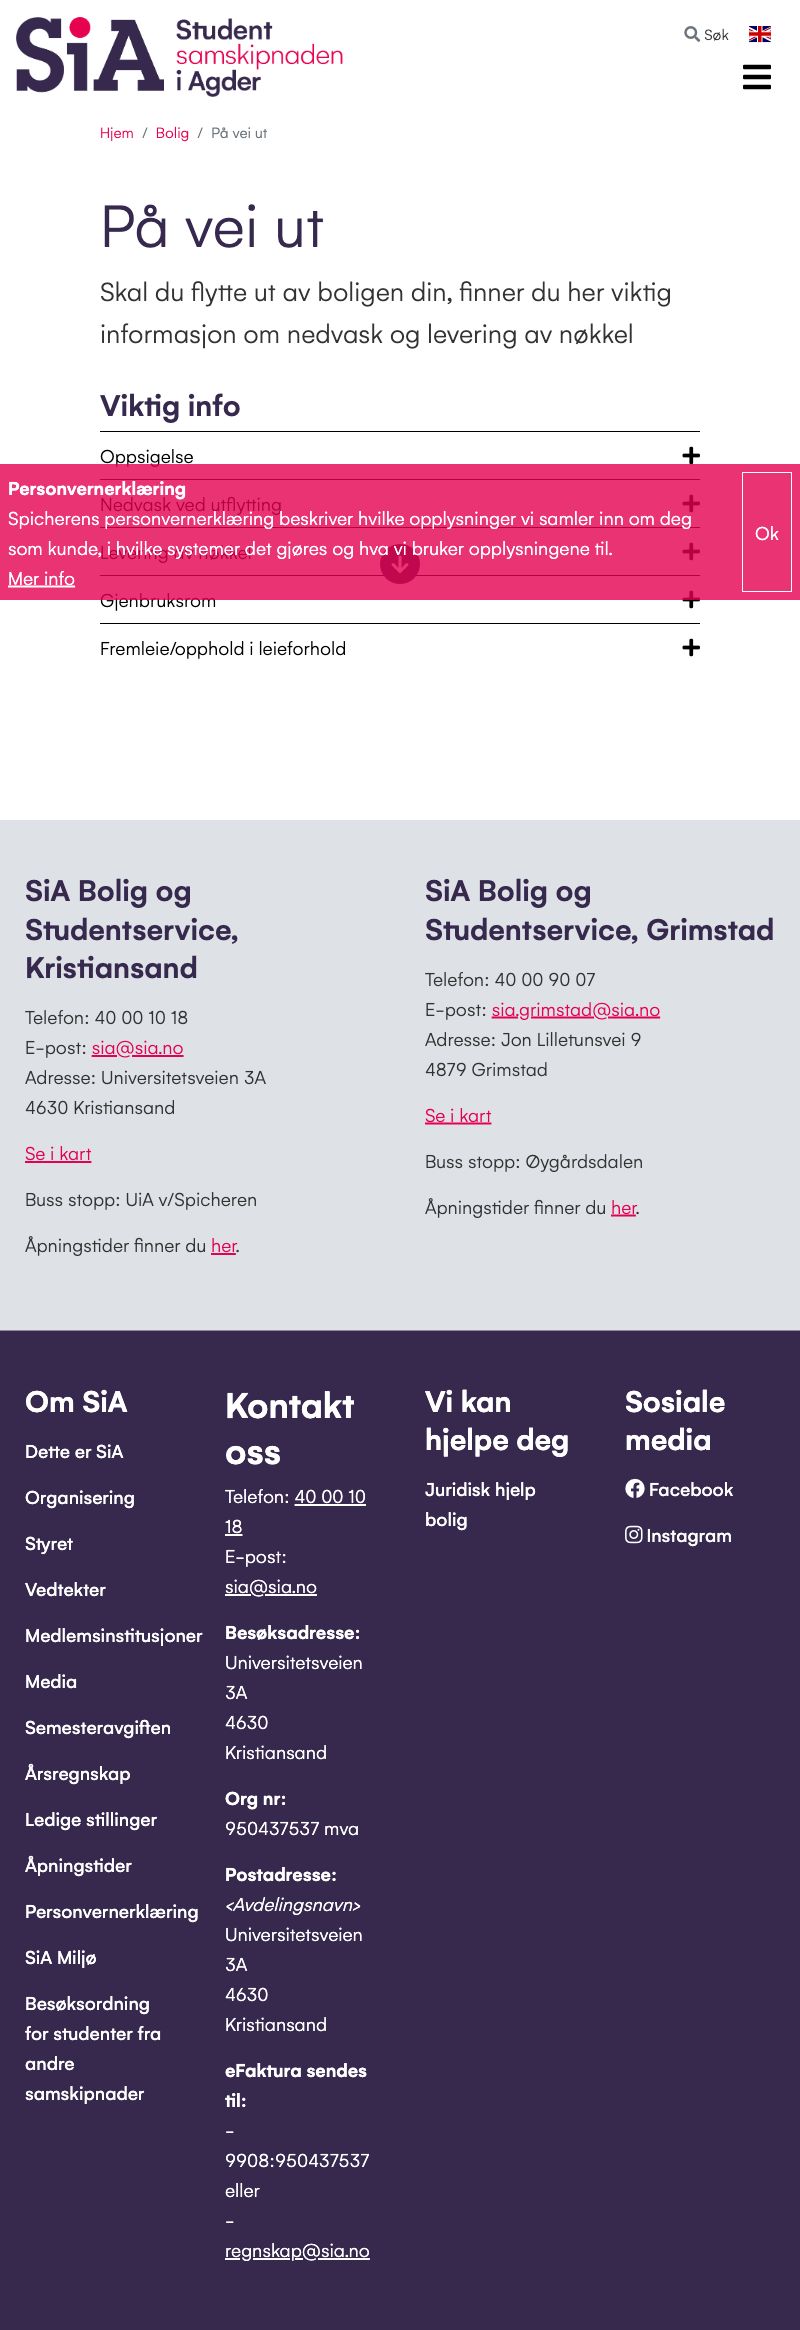 SiA
Student
samskipnaden
i Agder
Søk
Hjem / Bolig / På vei ut
På vei ut
Skal du flytte ut av boligen din, finner du her viktig
informasjon om nedvask og levering av nøkkel
Viktig info
Oppsigelse
Nedvask ved utflytting
Levering av nøkkel
Personvernerklæring
Spicherens personvernerklæring beskriver hvilke opplysninger vi samler inn om deg
som kunde, i hvilke systemer det gjøres og hva vi bruker opplysningene til.
Mer info
Ok
Gjenbruksrom
Fremleie/opphold i leieforhold
SiA Bolig og
Studentservice,
Kristiansand
Telefon: 40 00 10 18
E-post: sia@sia.no
Adresse: Universitetsveien 3A
4630 Kristiansand
Se i kart
Buss stopp: UiA v/Spicheren
Åpningstider finner du her.
SiA Bolig og
Studentservice, Grimstad
Telefon: 40 00 90 07
E-post: sia.grimstad@sia.no
Adresse: Jon Lilletunsvei 9
4879 Grimstad
Se i kart
Buss stopp: Øygårdsdalen
Åpningstider finner du her.
Om SiA
Dette er SiA
Organisering
Styret
Vedtekter
Medlemsinstitusjoner
Media
Semesteravgiften
Årsregnskap
Ledige stillinger
Åpningstider
Personvernerklæring
SiA Miljø
Besøksordning
for studenter fra
andre
samskipnader
Kontakt
oss
Telefon: 40 00 10
18
E-post:
sia@sia.no
Besøksadresse:
Universitetsveien
3A
4630
Kristiansand
Org nr:
950437537 mva
Postadresse:
<Avdelingsnavn>
Universitetsveien
3A
4630
Kristiansand
eFaktura sendes
til:
-
9908:950437537
eller
-
regnskap@sia.no
Vi kan
hjelpe deg
Juridisk hjelp
bolig
Sosiale
media
Facebook
Instagram